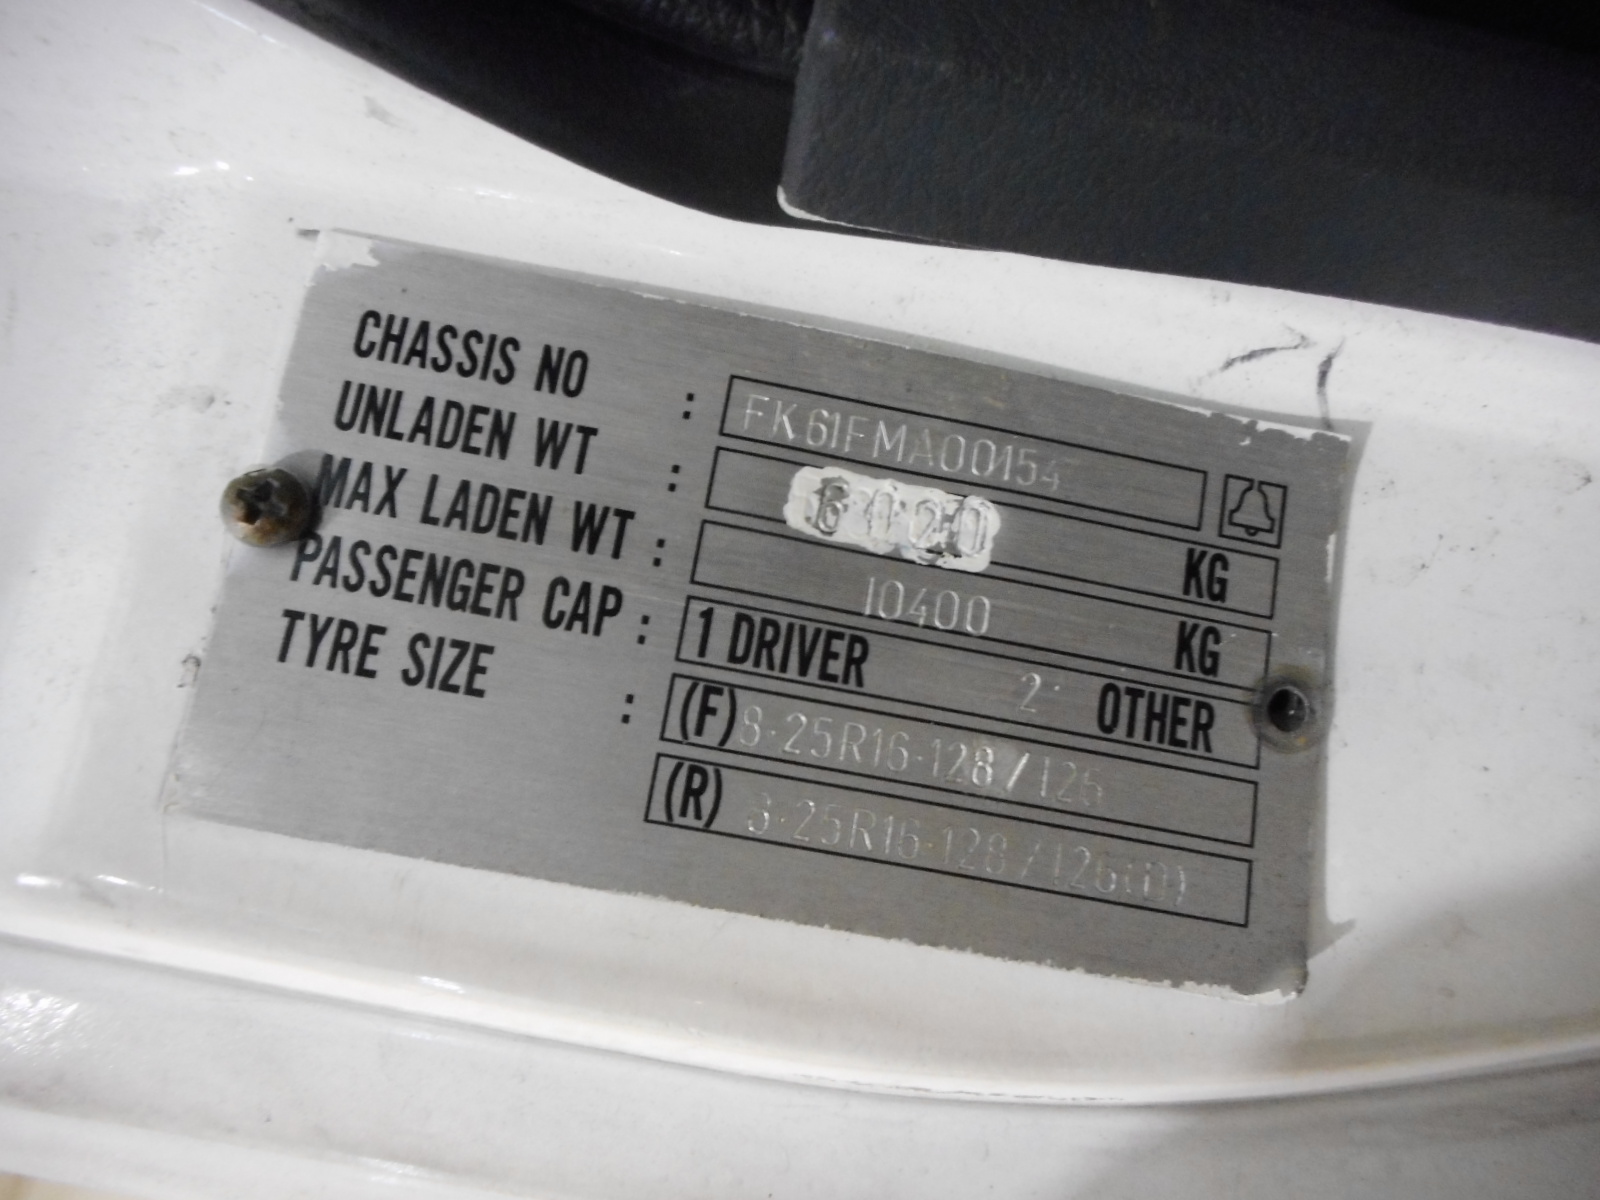 CHASSIS NO : FK61FMA00154
UNLADEN WT : 6020 KG
MAX LADEN WT : 10400 KG
PASSENGER CAP : 1 DRIVER 2 OTHER
TYRE SIZE : (F) 8·25R16·128/126
(R) 8·25R16·128/126(D)